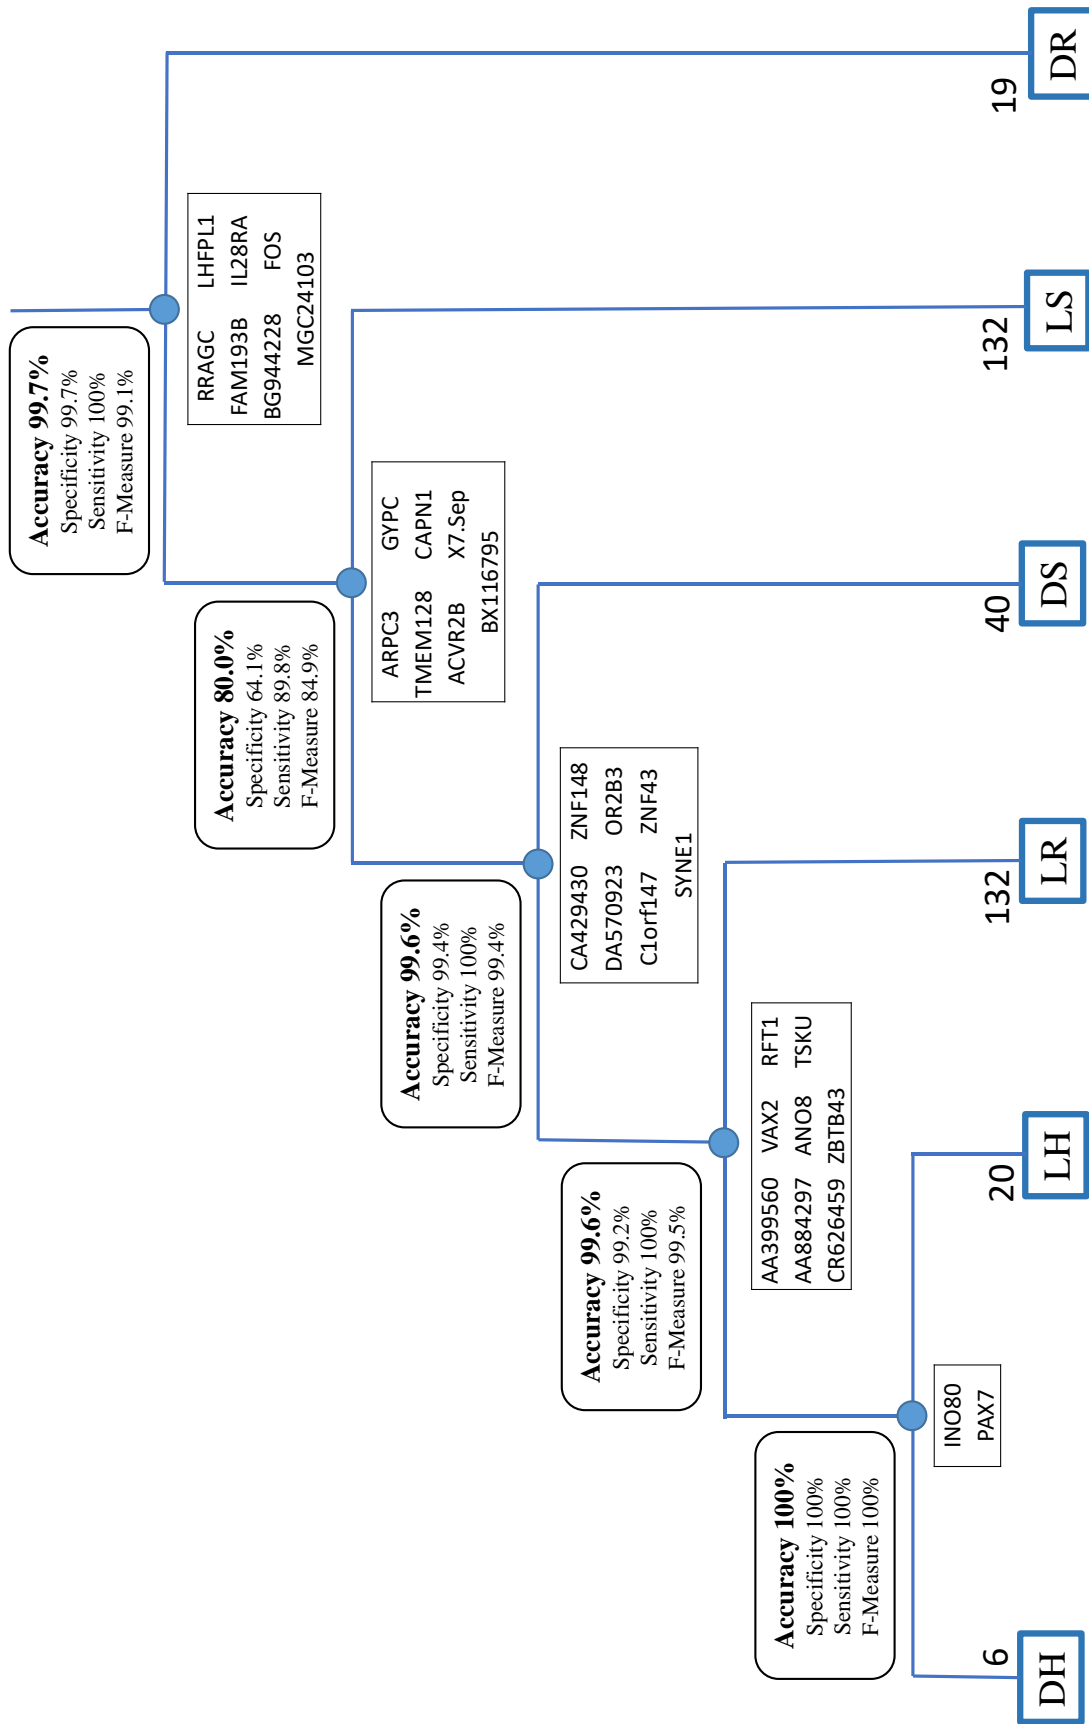 Accuracy 99.7%
Specificity 99.7%
Sensitivity 100%
F-Measure 99.1%
RRAGC LHFPL1
FAM193B IL28RA
BG944228 FOS
MGC24103
Accuracy 80.0%
Specificity 64.1%
Sensitivity 89.8%
F-Measure 84.9%
ARPC3 GYPC
TMEM128 CAPN1
ACVR2B X7.Sep
BX116795
Accuracy 99.6%
Specificity 99.4%
Sensitivity 100%
F-Measure 99.4%
CA429430 ZNF148
DA570923 OR2B3
C1orf147 ZNF43
SYNE1
Accuracy 99.6%
Specificity 99.2%
Sensitivity 100%
F-Measure 99.5%
AA399560 VAX2 RFT1
AA884297 ANO8 TSKU
CR626459 ZBTB43
Accuracy 100%
Specificity 100%
Sensitivity 100%
F-Measure 100%
INO80
PAX7
6
DH
20
LH
132
LR
40
DS
132
LS
19
DR